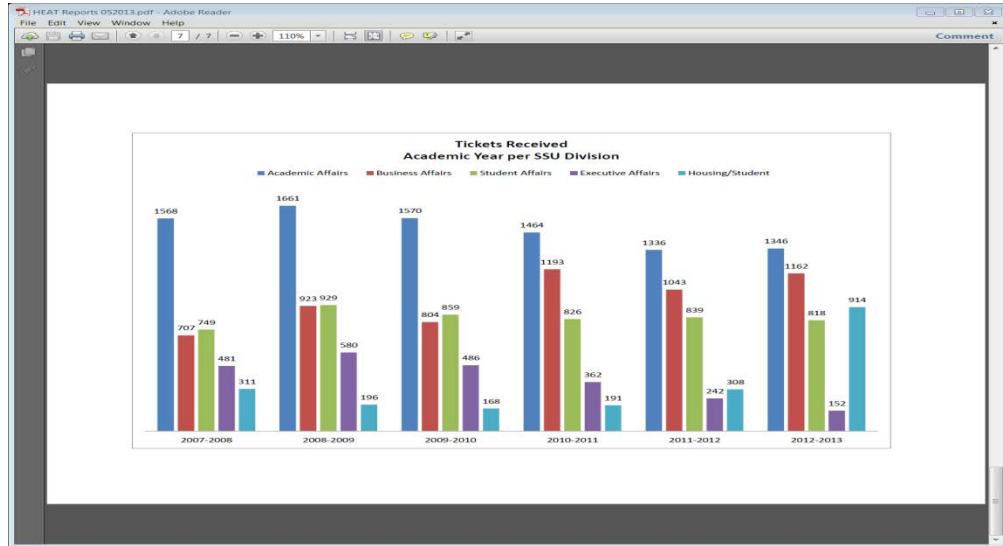 HEAT Reports 052013.pdf - Adobe Reader
File Edit View Window Help
7 / 7 110% Comment
Tickets Received
Academic Year per SSU Division
Academic Affairs Business Affairs Student Affairs Executive Affairs Housing/Student
1568 707 749 481 311
1661 923 929 580 196
1570 804 859 486 168
1464 1193 826 362 191
1336 1043 839 242 308
1346 1162 818 152 914
2007-2008 2008-2009 2009-2010 2010-2011 2011-2012 2012-2013